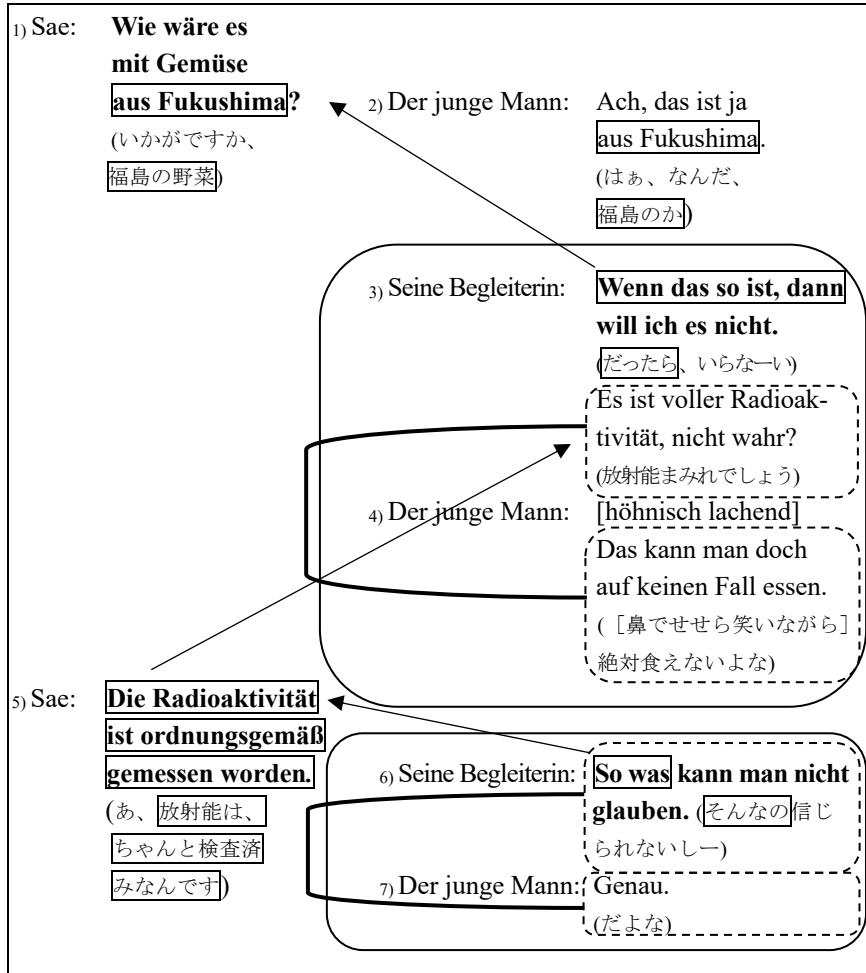 1) Sae: Wie wäre es
mit Gemüse
aus Fukushima?
(いかがですか、
福島の野菜)
2) Der junge Mann: Ach, das ist ja
aus Fukushima.
(はぁ、なんだ、
福島のか)
3) Seine Begleiterin: Wenn das so ist, dann
will ich es nicht.
(だったら、いらなーい)
Es ist voller Radioak-
tivität, nicht wahr?
(放射能まみれでしょう)
4) Der junge Mann: [höhnisch lachend]
Das kann man doch
auf keinen Fall essen.
(［鼻でせせら笑いながら］
絶対食えないよな)
5) Sae: Die Radioaktivität
ist ordnungsgemäß
gemessen worden.
(あ、放射能は、
ちゃんと検査済
みなんです)
6) Seine Begleiterin: So was kann man nicht
glauben. (そんなの信じ
られないしー)
7) Der junge Mann: Genau.
(だよな)